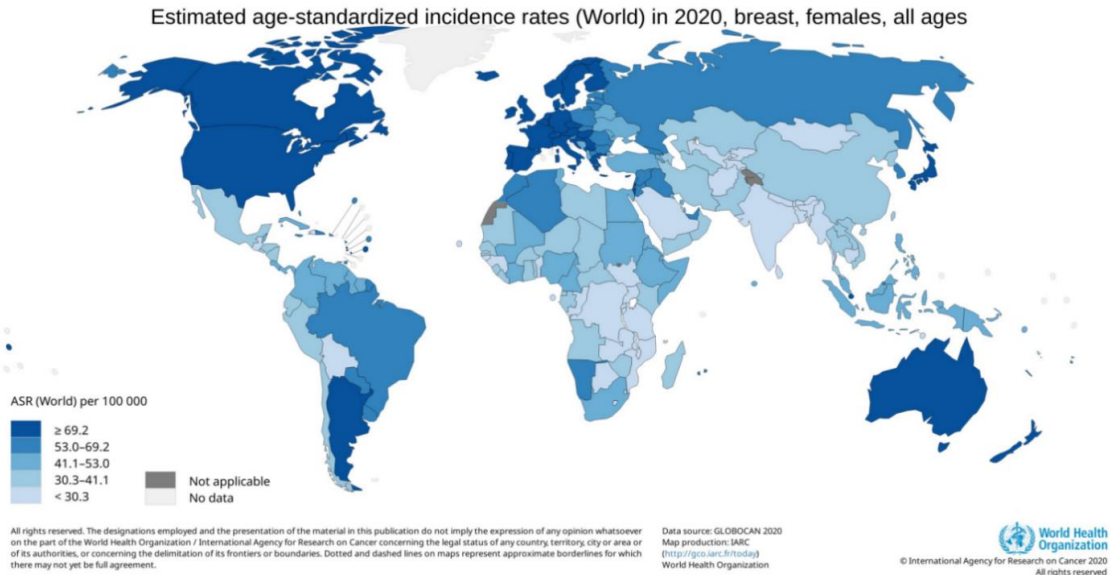 Estimated age-standardized incidence rates (World) in 2020, breast, females, all ages
ASR (World) per 100 000
≥ 69.2
53.0–69.2
41.1–53.0
30.3–41.1
< 30.3
Not applicable
No data
All rights reserved. The designations employed and the presentation of the material in this publication do not imply the expression of any opinion whatsoever
on the part of the World Health Organization / International Agency for Research on Cancer concerning the legal status of any country, territory, city or area or
of its authorities, or concerning the delimitation of its frontiers or boundaries. Dotted and dashed lines on maps represent approximate borderlines for which
there may not yet be full agreement.
Data source: GLOBOCAN 2020
Map production: IARC
(http://gco.iarc.fr/today)
World Health Organization
World Health
Organization
© International Agency for Research on Cancer 2020
All rights reserved